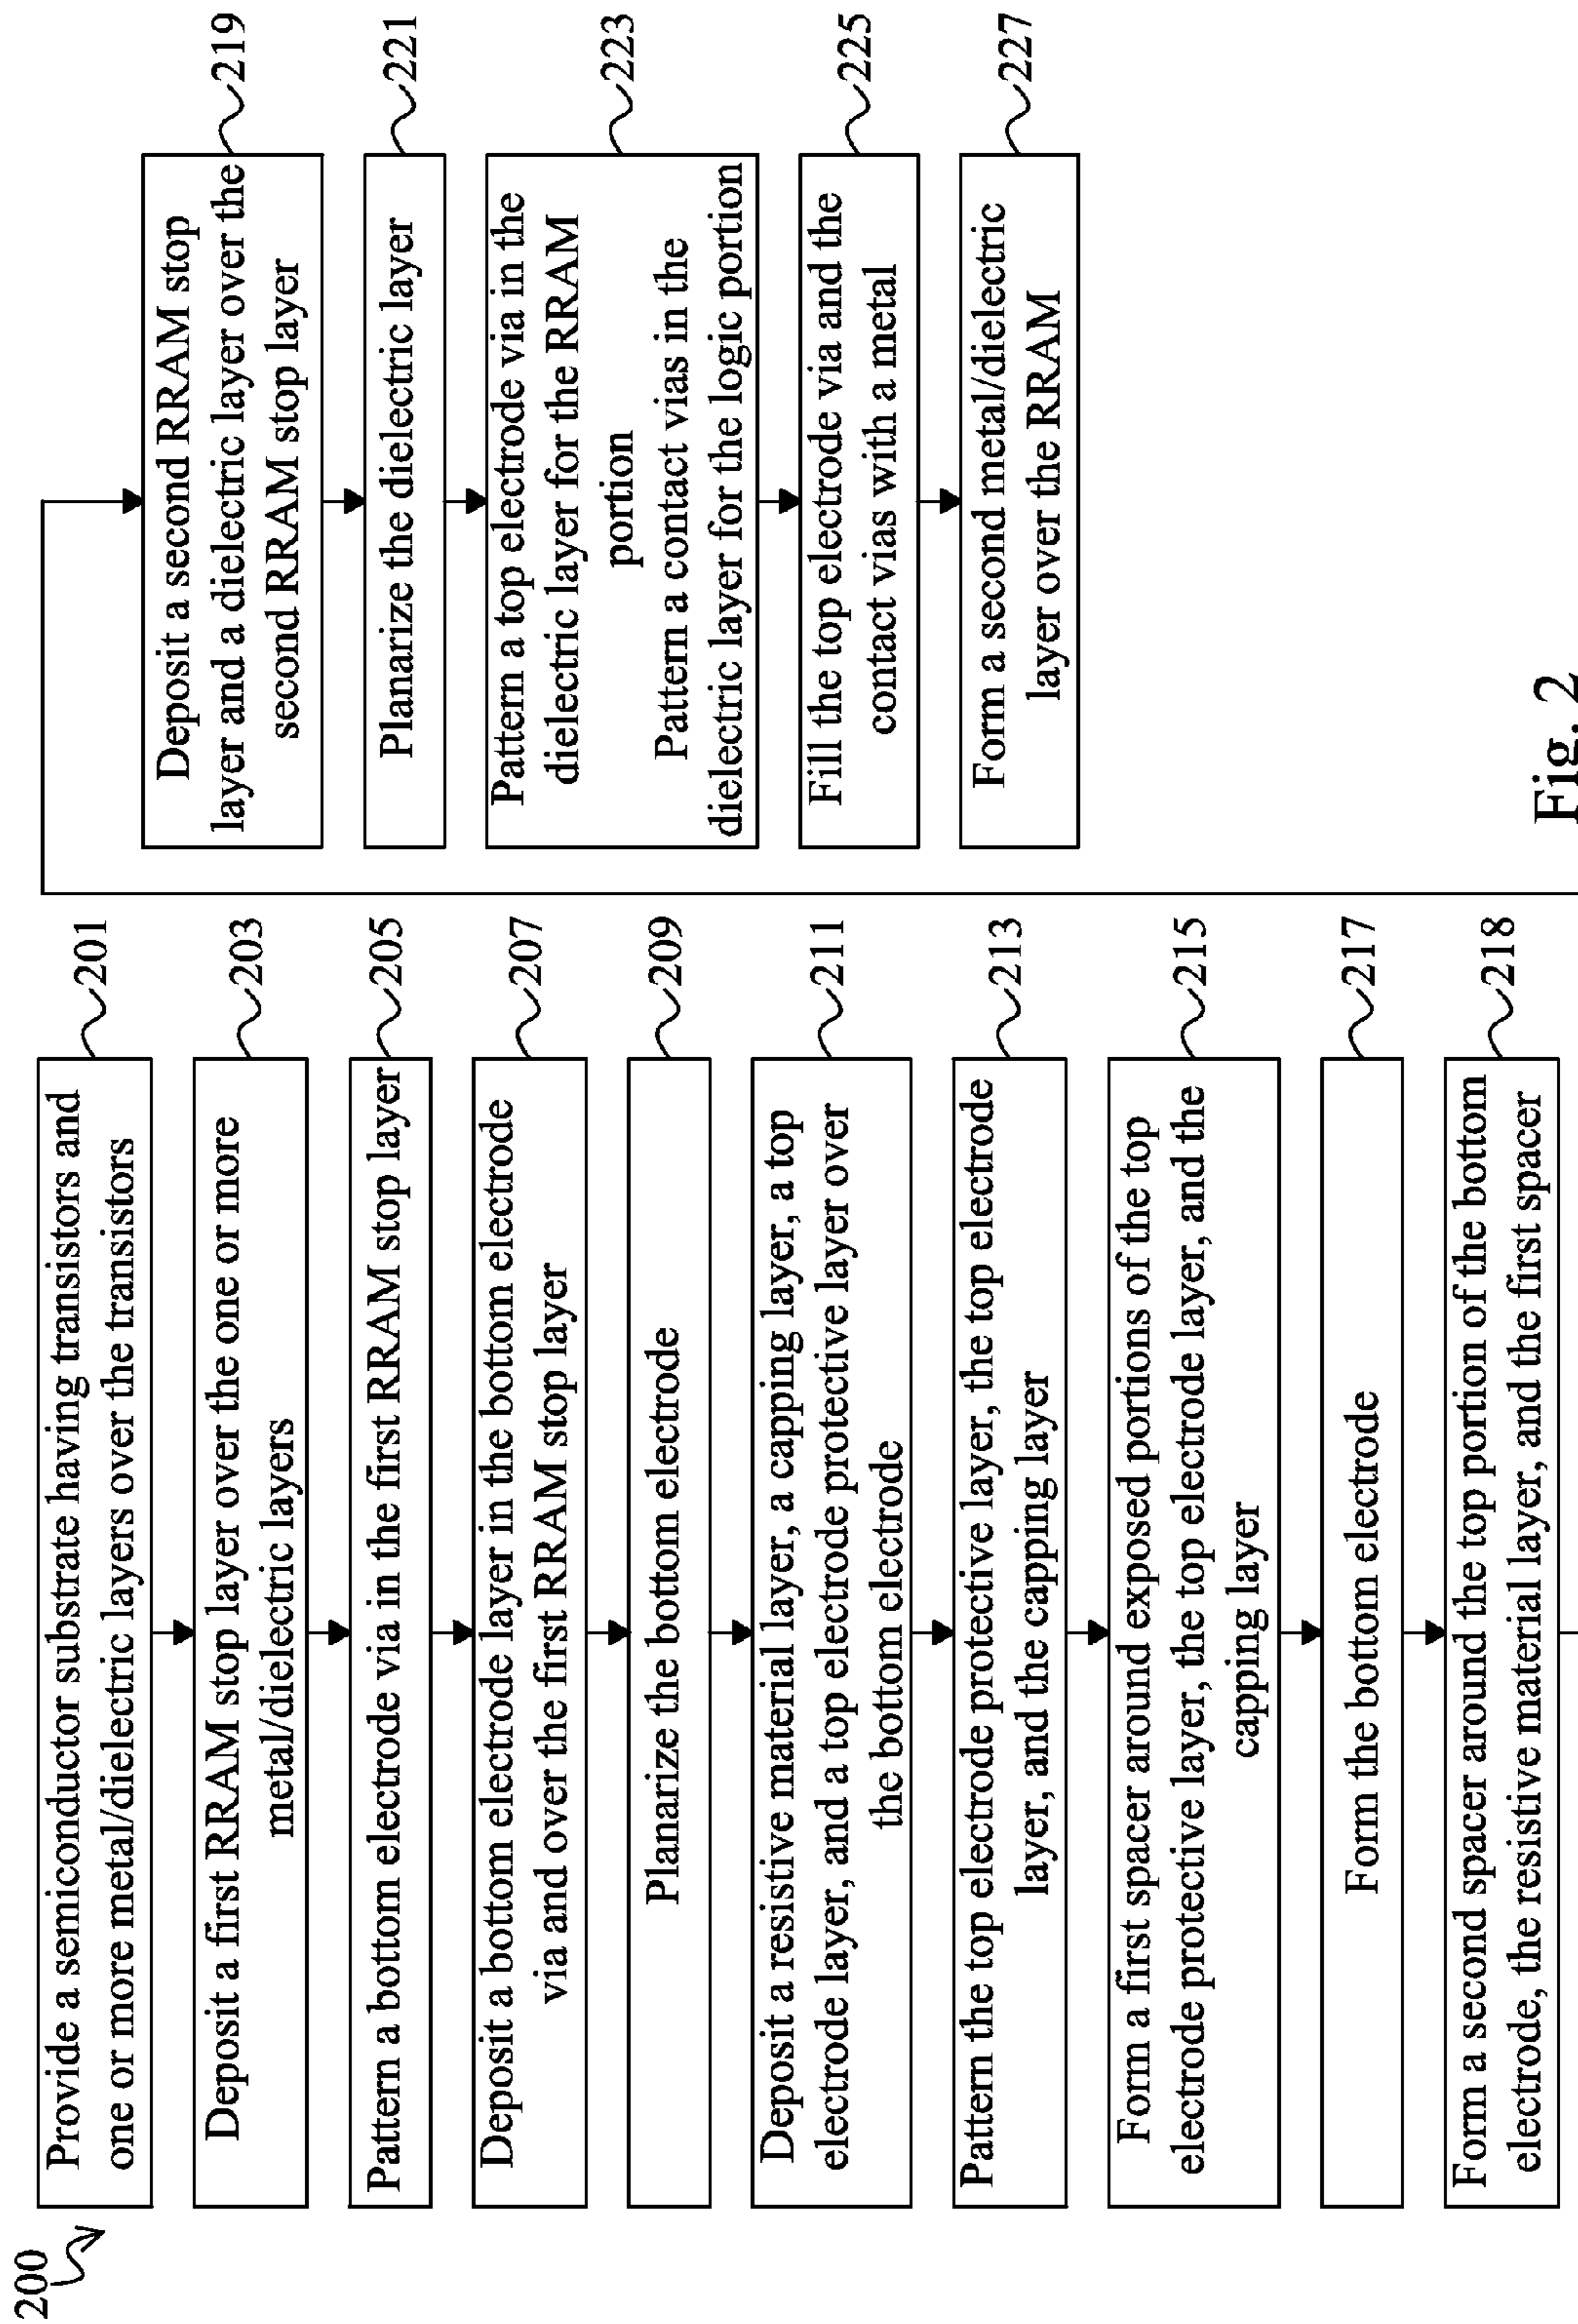 200
Provide a semiconductor substrate having transistors and
one or more metal/dielectric layers over the transistors
201
Deposit a first RRAM stop layer over the one or more
metal/dielectric layers
203
Pattern a bottom electrode via in the first RRAM stop layer
205
Deposit a bottom electrode layer in the bottom electrode
via and over the first RRAM stop layer
207
Planarize the bottom electrode
209
Deposit a resistive material layer, a capping layer, a top
electrode layer, and a top electrode protective layer over
the bottom electrode
211
Pattern the top electrode protective layer, the top electrode
layer, and the capping layer
213
Form a first spacer around exposed portions of the top
electrode protective layer, the top electrode layer, and the
capping layer
215
Form the bottom electrode
217
Form a second spacer around the top portion of the bottom
electrode, the resistive material layer, and the first spacer
218
Deposit a second RRAM stop
layer and a dielectric layer over the
second RRAM stop layer
219
Planarize the dielectric layer
221
Pattern a top electrode via in the
dielectric layer for the RRAM
portion
Pattern a contact vias in the
dielectric layer for the logic portion
223
Fill the top electrode via and the
contact vias with a metal
225
Form a second metal/dielectric
layer over the RRAM
227
Fig. 2